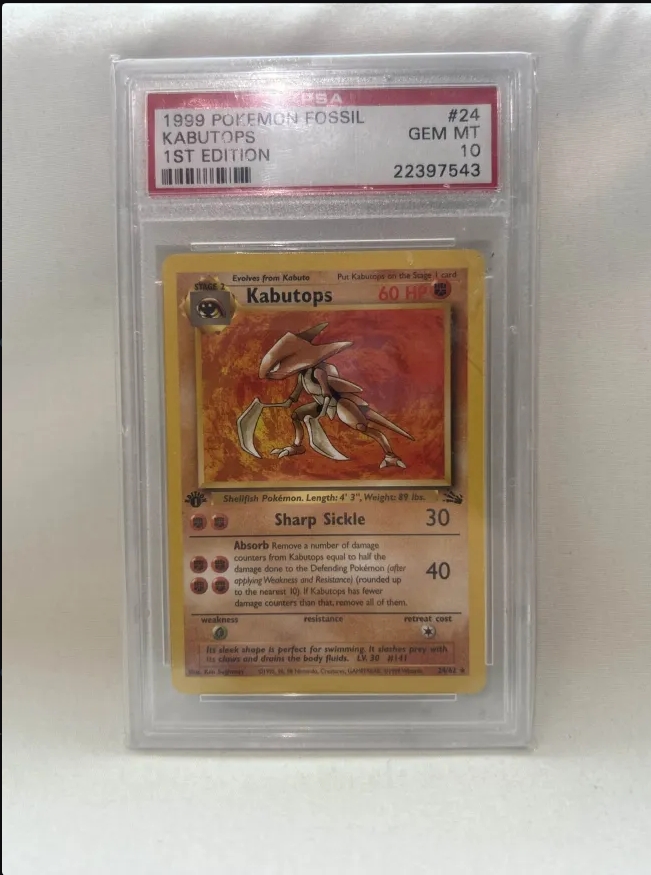 PSA
1999 POKEMON FOSSIL #24
KABUTOPS GEM MT
1ST EDITION 10
22397543
Evolves from Kabuto Put Kabutops on the Stage 1 card
STAGE 2
Kabutops 60 HP
Shellfish Pokémon. Length: 4' 3", Weight: 89 lbs.
Sharp Sickle 30
Absorb Remove a number of damage
counters from Kabutops equal to half the
damage done to the Defending Pokémon (after
applying Weakness and Resistance) (rounded up
to the nearest 10). If Kabutops has fewer
damage counters than that, remove all of them.
40
weakness resistance retreat cost
Its sleek shape is perfect for swimming. It slashes prey with
its claws and drains the body fluids. LV. 30 #141
24/62